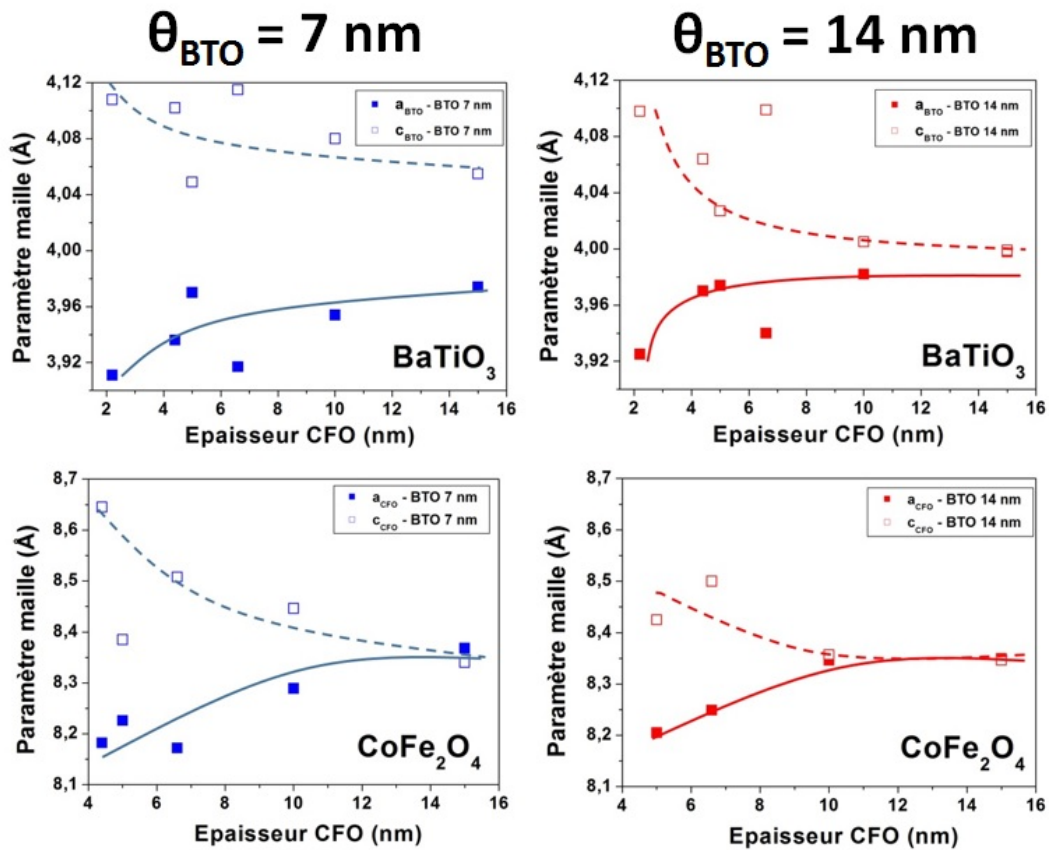 θBTO = 7 nm
θBTO = 14 nm
4,12
4,08
4,04
4,00
3,96
3,92
Paramètre maille (Å)
aBTO - BTO 7 nm
cBTO - BTO 7 nm
BaTiO3
2 4 6 8 10 12 14 16
Epaisseur CFO (nm)
4,12
4,08
4,04
4,00
3,96
3,92
Paramètre maille (Å)
aBTO - BTO 14 nm
cBTO - BTO 14 nm
BaTiO3
2 4 6 8 10 12 14 16
Epaisseur CFO (nm)
8,7
8,6
8,5
8,4
8,3
8,2
8,1
Paramètre maille (Å)
aCFO - BTO 7 nm
cCFO - BTO 7 nm
CoFe2O4
4 6 8 10 12 14 16
Epaisseur CFO (nm)
8,7
8,6
8,5
8,4
8,3
8,2
8,1
Paramètre maille (Å)
aCFO - BTO 14 nm
cCFO - BTO 14 nm
CoFe2O4
4 6 8 10 12 14 16
Epaisseur CFO (nm)